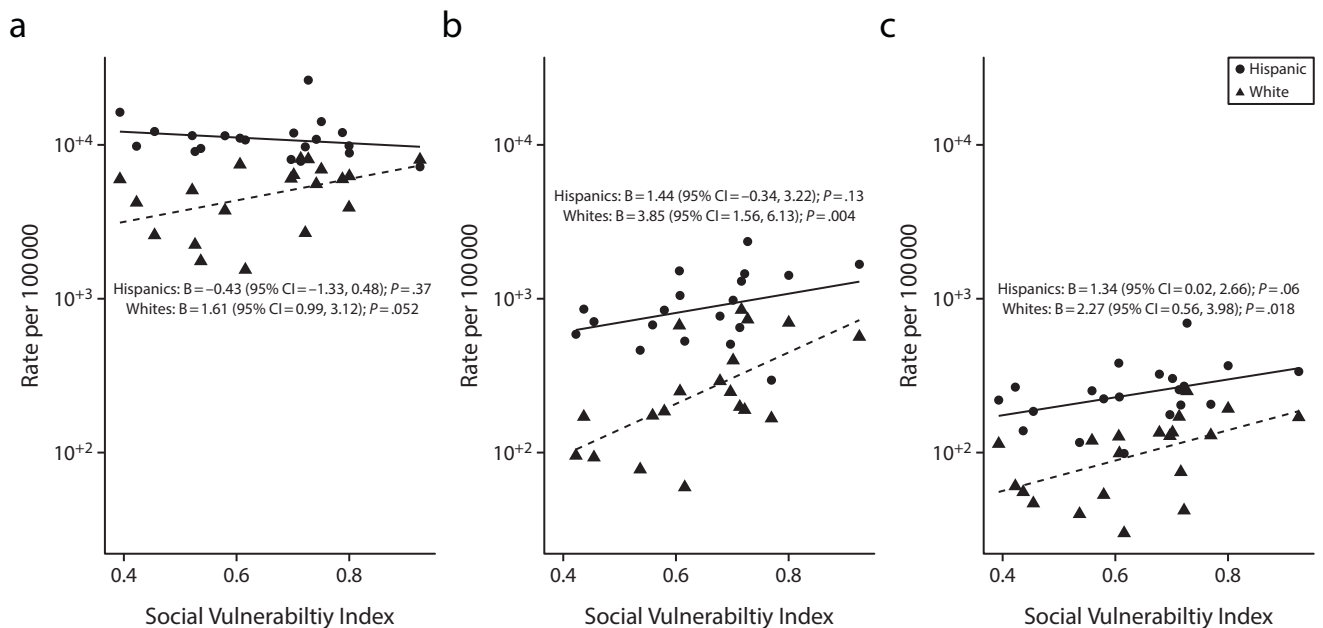 a
Rate per 100 000
10+4
10+3
10+2
Hispanics: B = –0.43 (95% CI = –1.33, 0.48); P = .37
Whites: B = 1.61 (95% CI = 0.99, 3.12); P = .052
0.4
0.6
0.8
Social Vulnerabiltiy Index
b
Rate per 100 000
10+4
10+3
10+2
Hispanics: B = 1.44 (95% CI = –0.34, 3.22); P = .13
Whites: B = 3.85 (95% CI = 1.56, 6.13); P = .004
0.4
0.6
0.8
Social Vulnerabiltiy Index
c
Hispanic
White
Rate per 100 000
10+4
10+3
10+2
Hispanics: B = 1.34 (95% CI = 0.02, 2.66); P = .06
Whites: B = 2.27 (95% CI = 0.56, 3.98); P = .018
0.4
0.6
0.8
Social Vulnerabiltiy Index